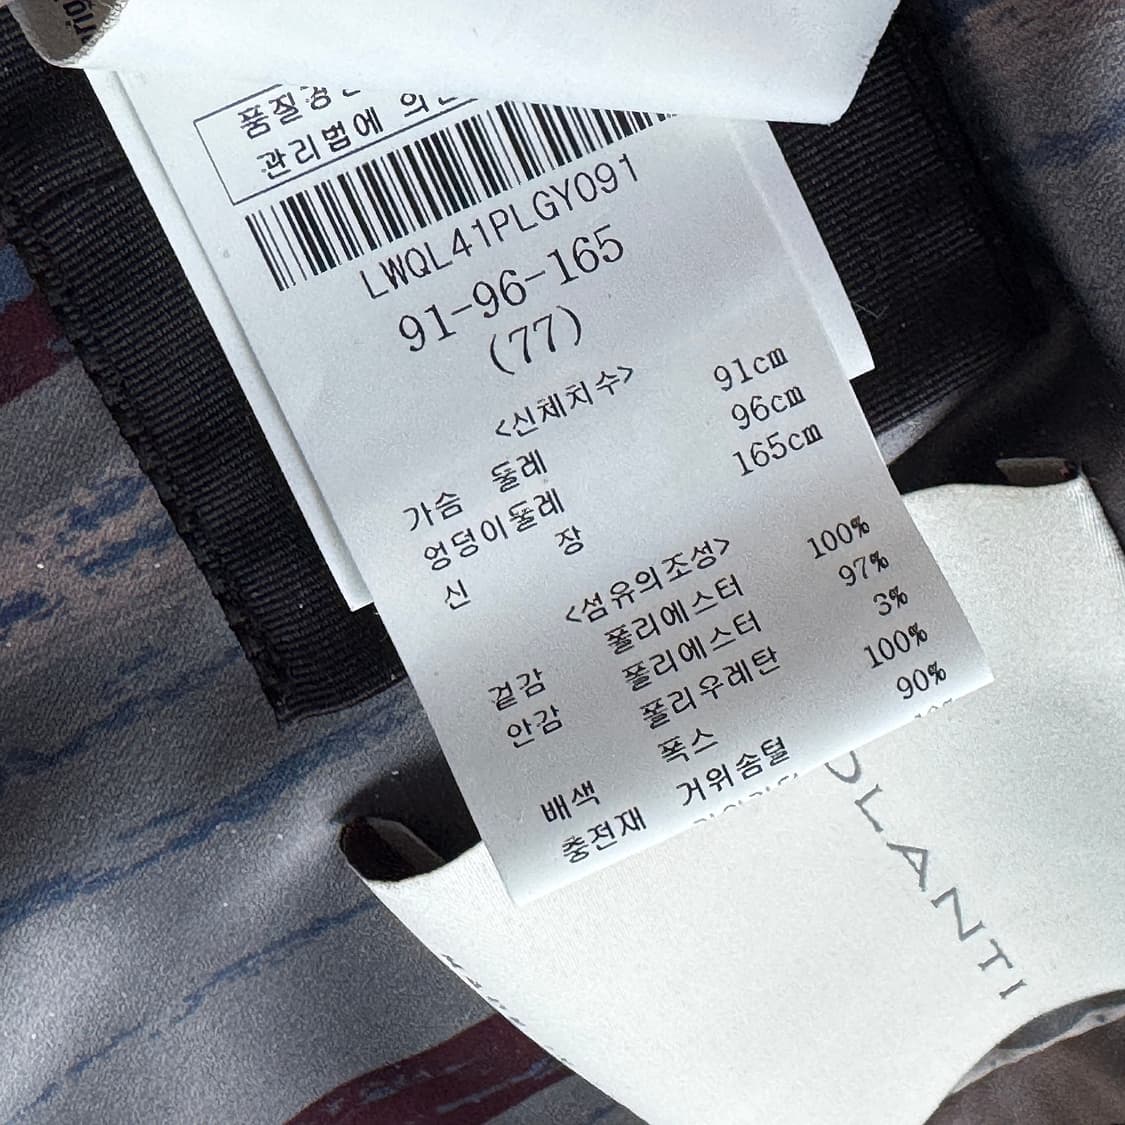 품질경
관리법에 의
LWQL41PLGY091
91-96-165
(77)
<신체치수>
가슴 둘레 91cm
엉덩이둘레 96cm
신 장 165cm
<섬유의조성>
겉감 폴리에스터 100%
안감 폴리에스터 97%
폴리우레탄 3%
배색 폭스 100%
충전재 거위솜털 90%
OLANTI